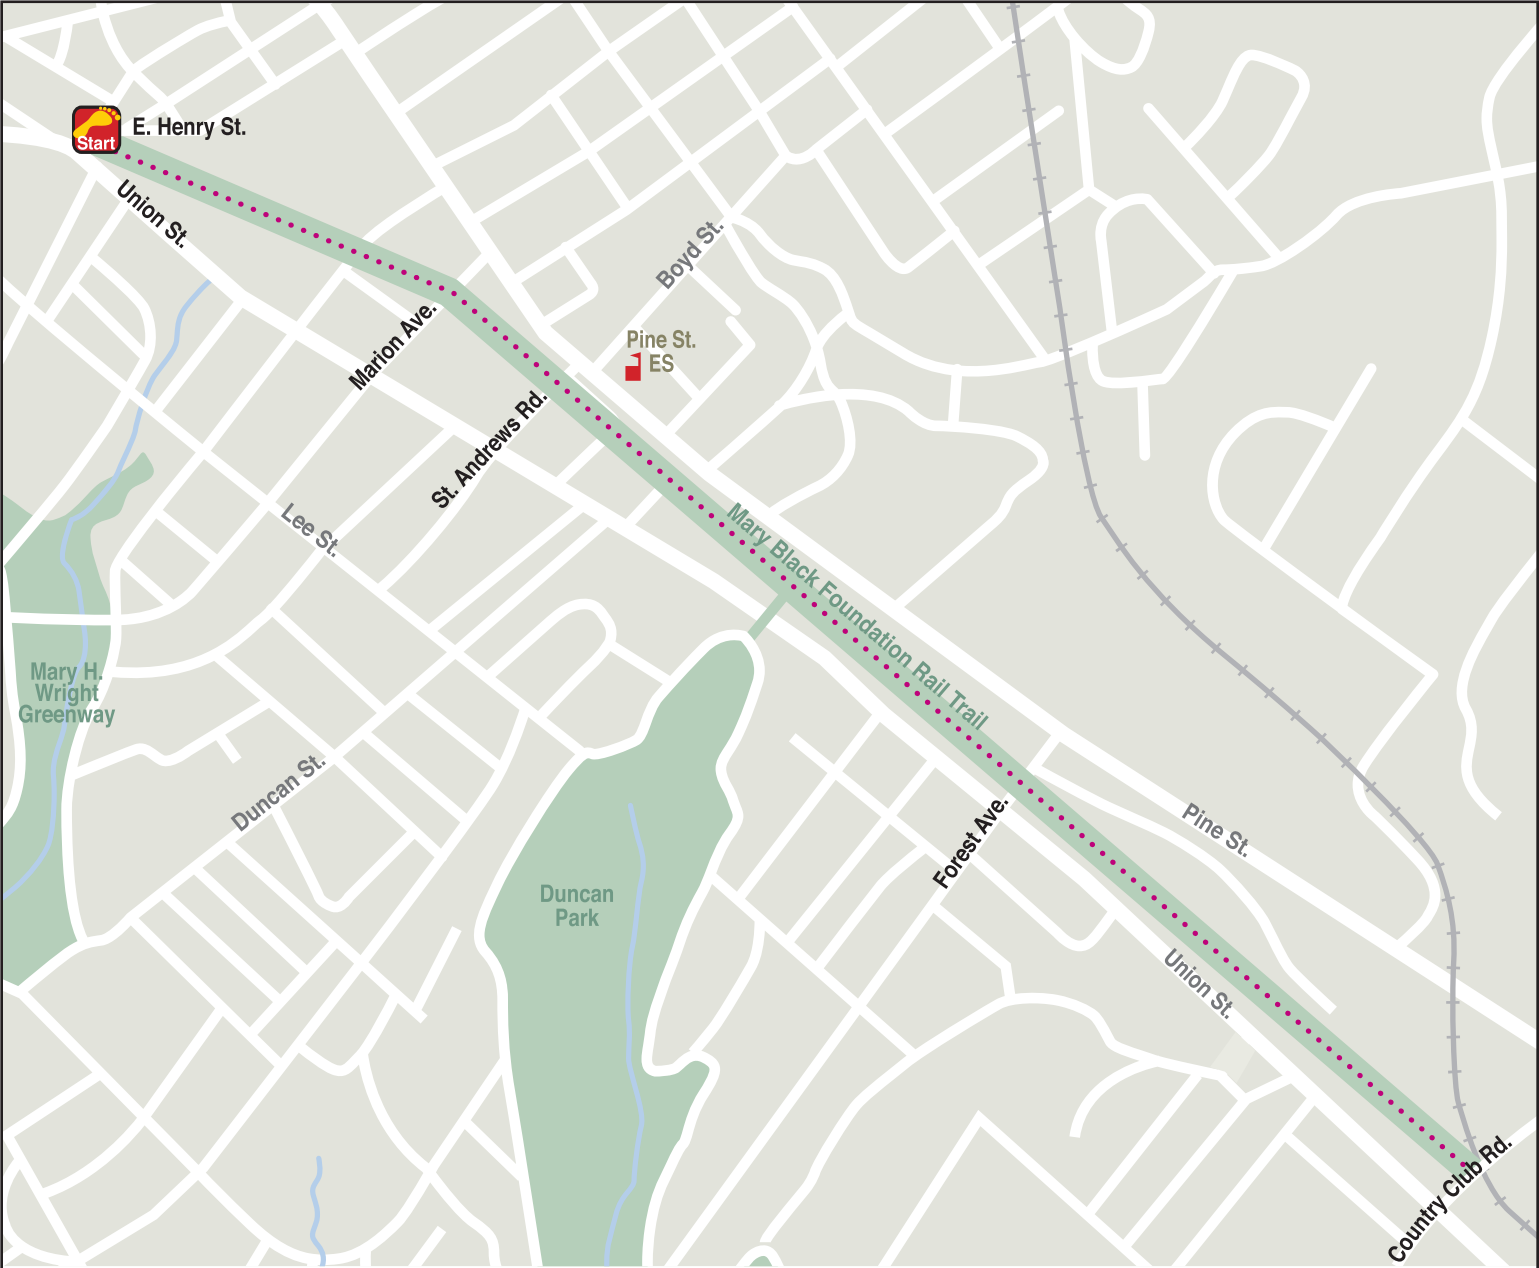 E. Henry St.
Start
Union St.
Boyd St.
Marion Ave.
Pine St.
ES
St. Andrews Rd.
Lee St.
Mary Black Foundation Rail Trail
Mary H.
Wright
Greenway
Duncan St.
Duncan
Park
Forest Ave.
Pine St.
Union St.
Country Club Rd.